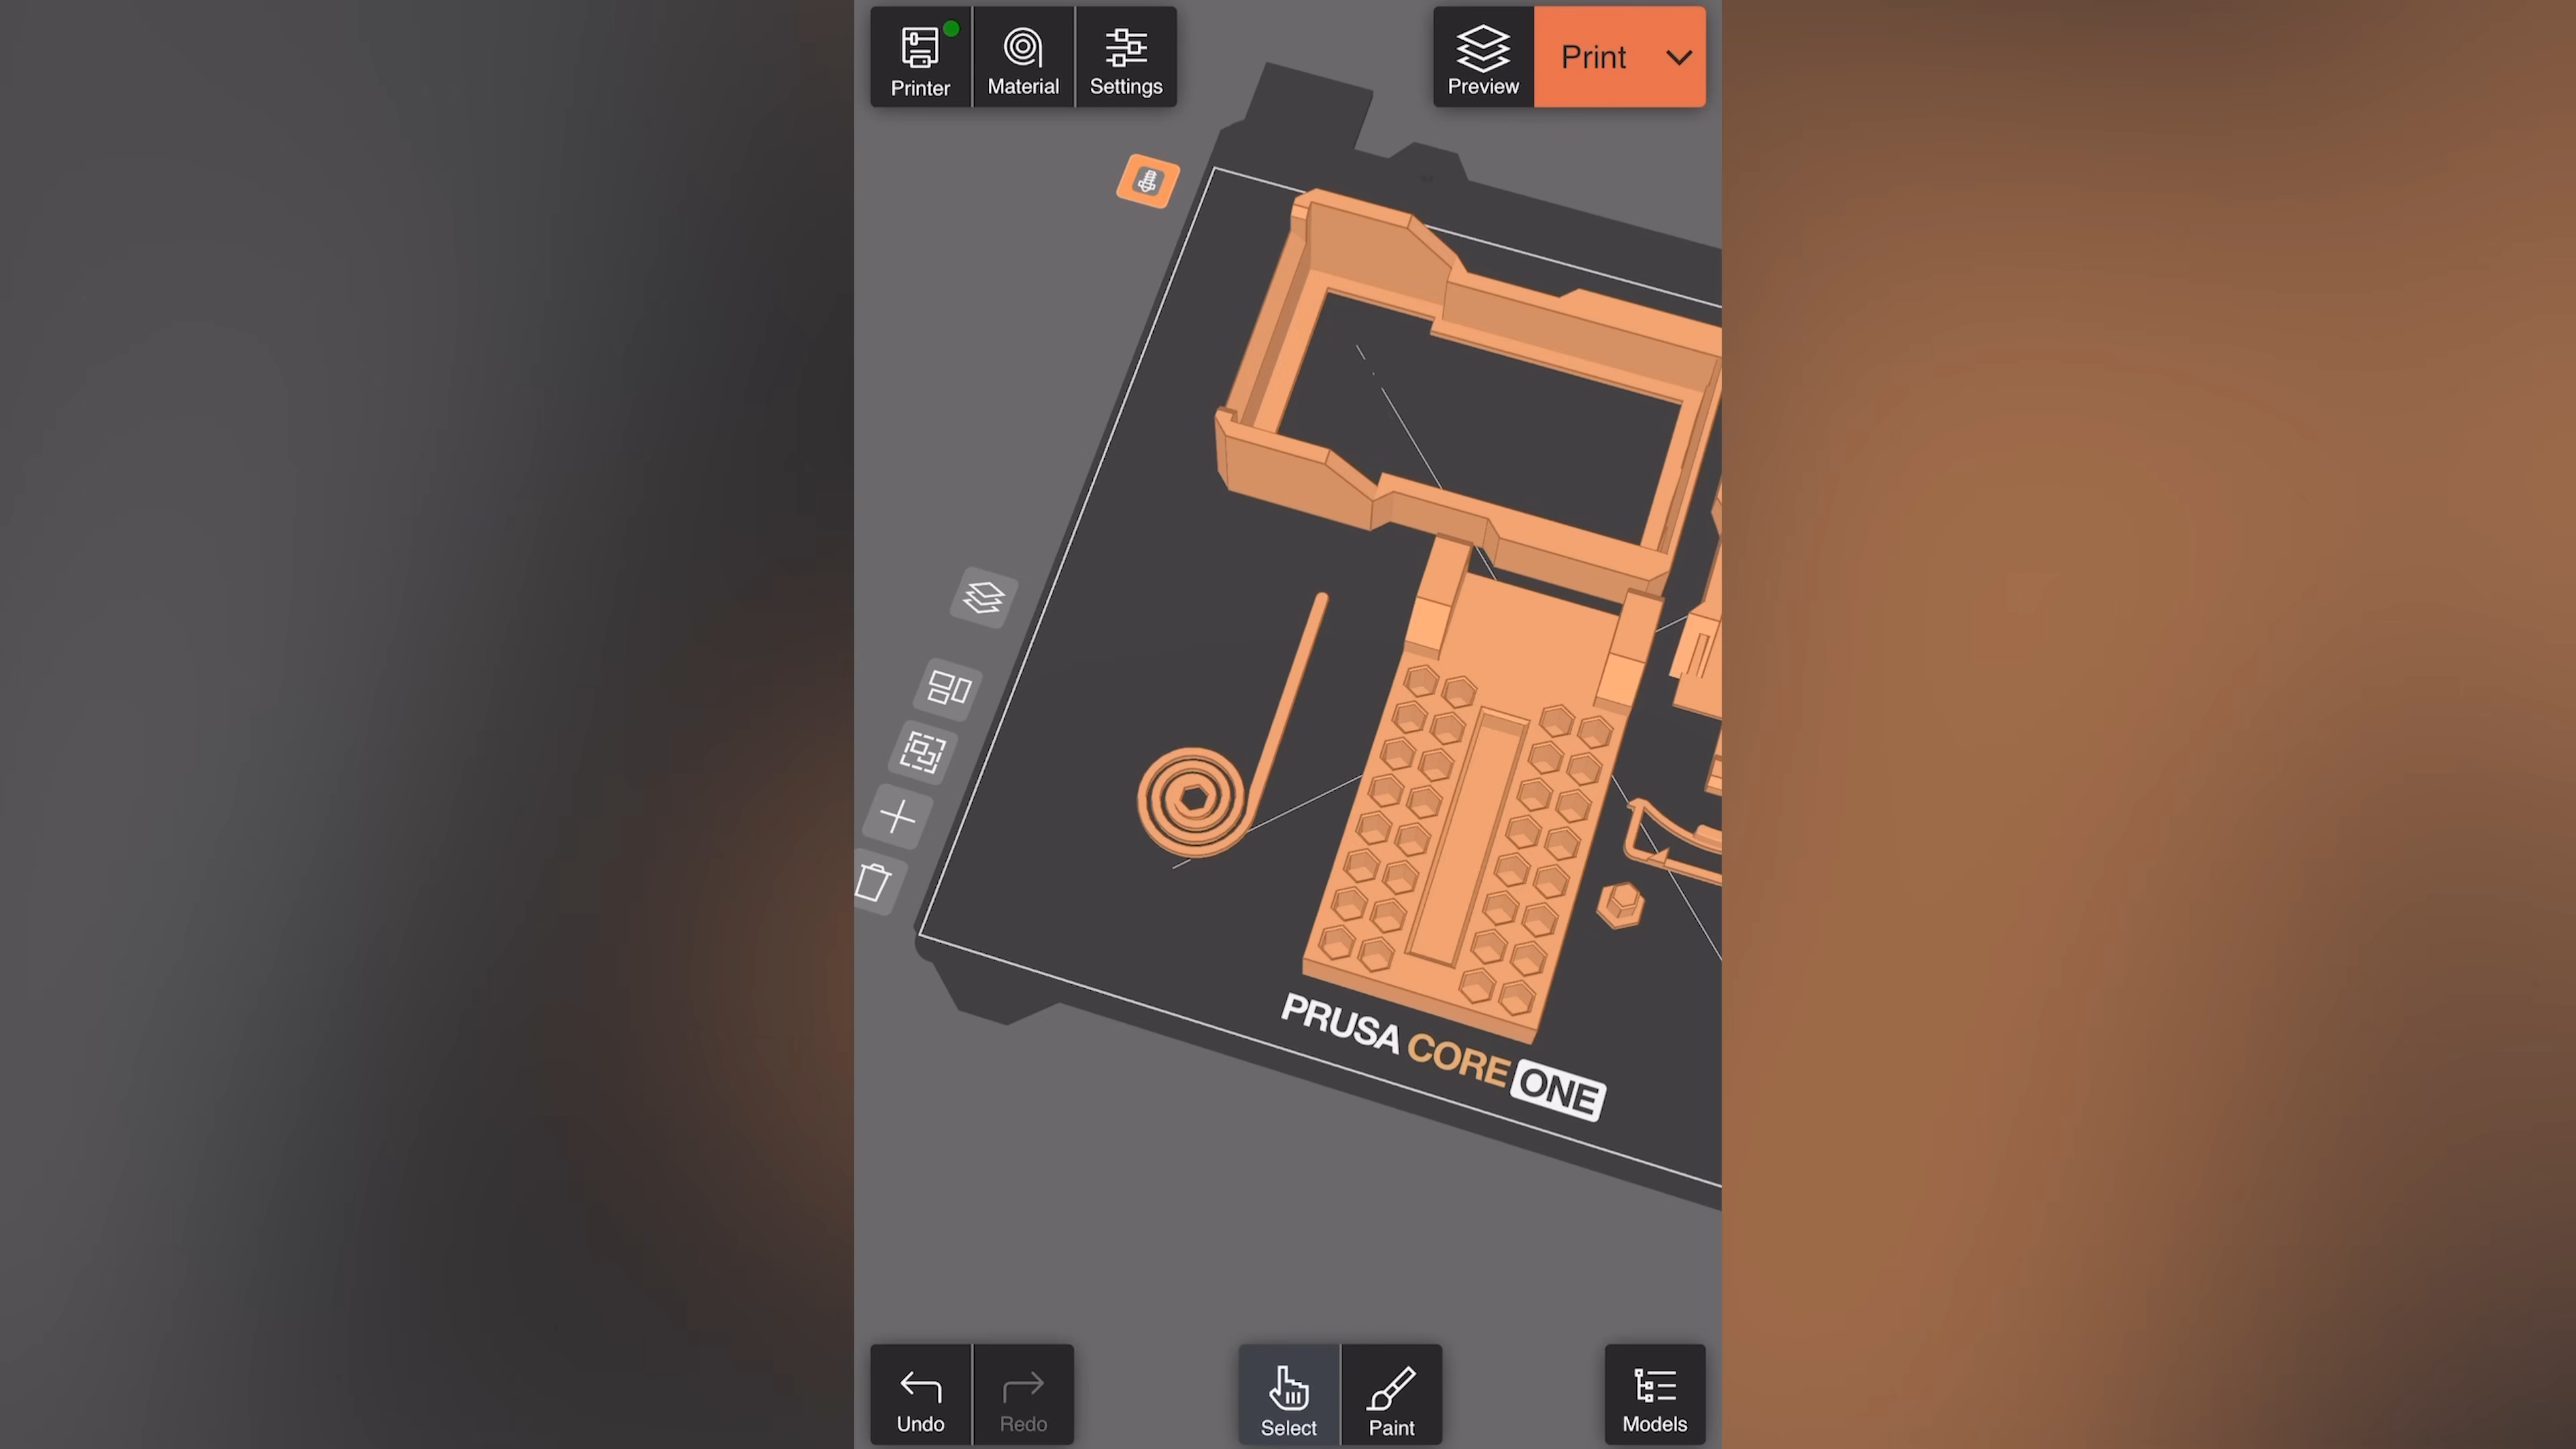 Printer
Material
Settings
Preview
Print
PRUSA CORE ONE
Undo
Redo
Select
Paint
Models